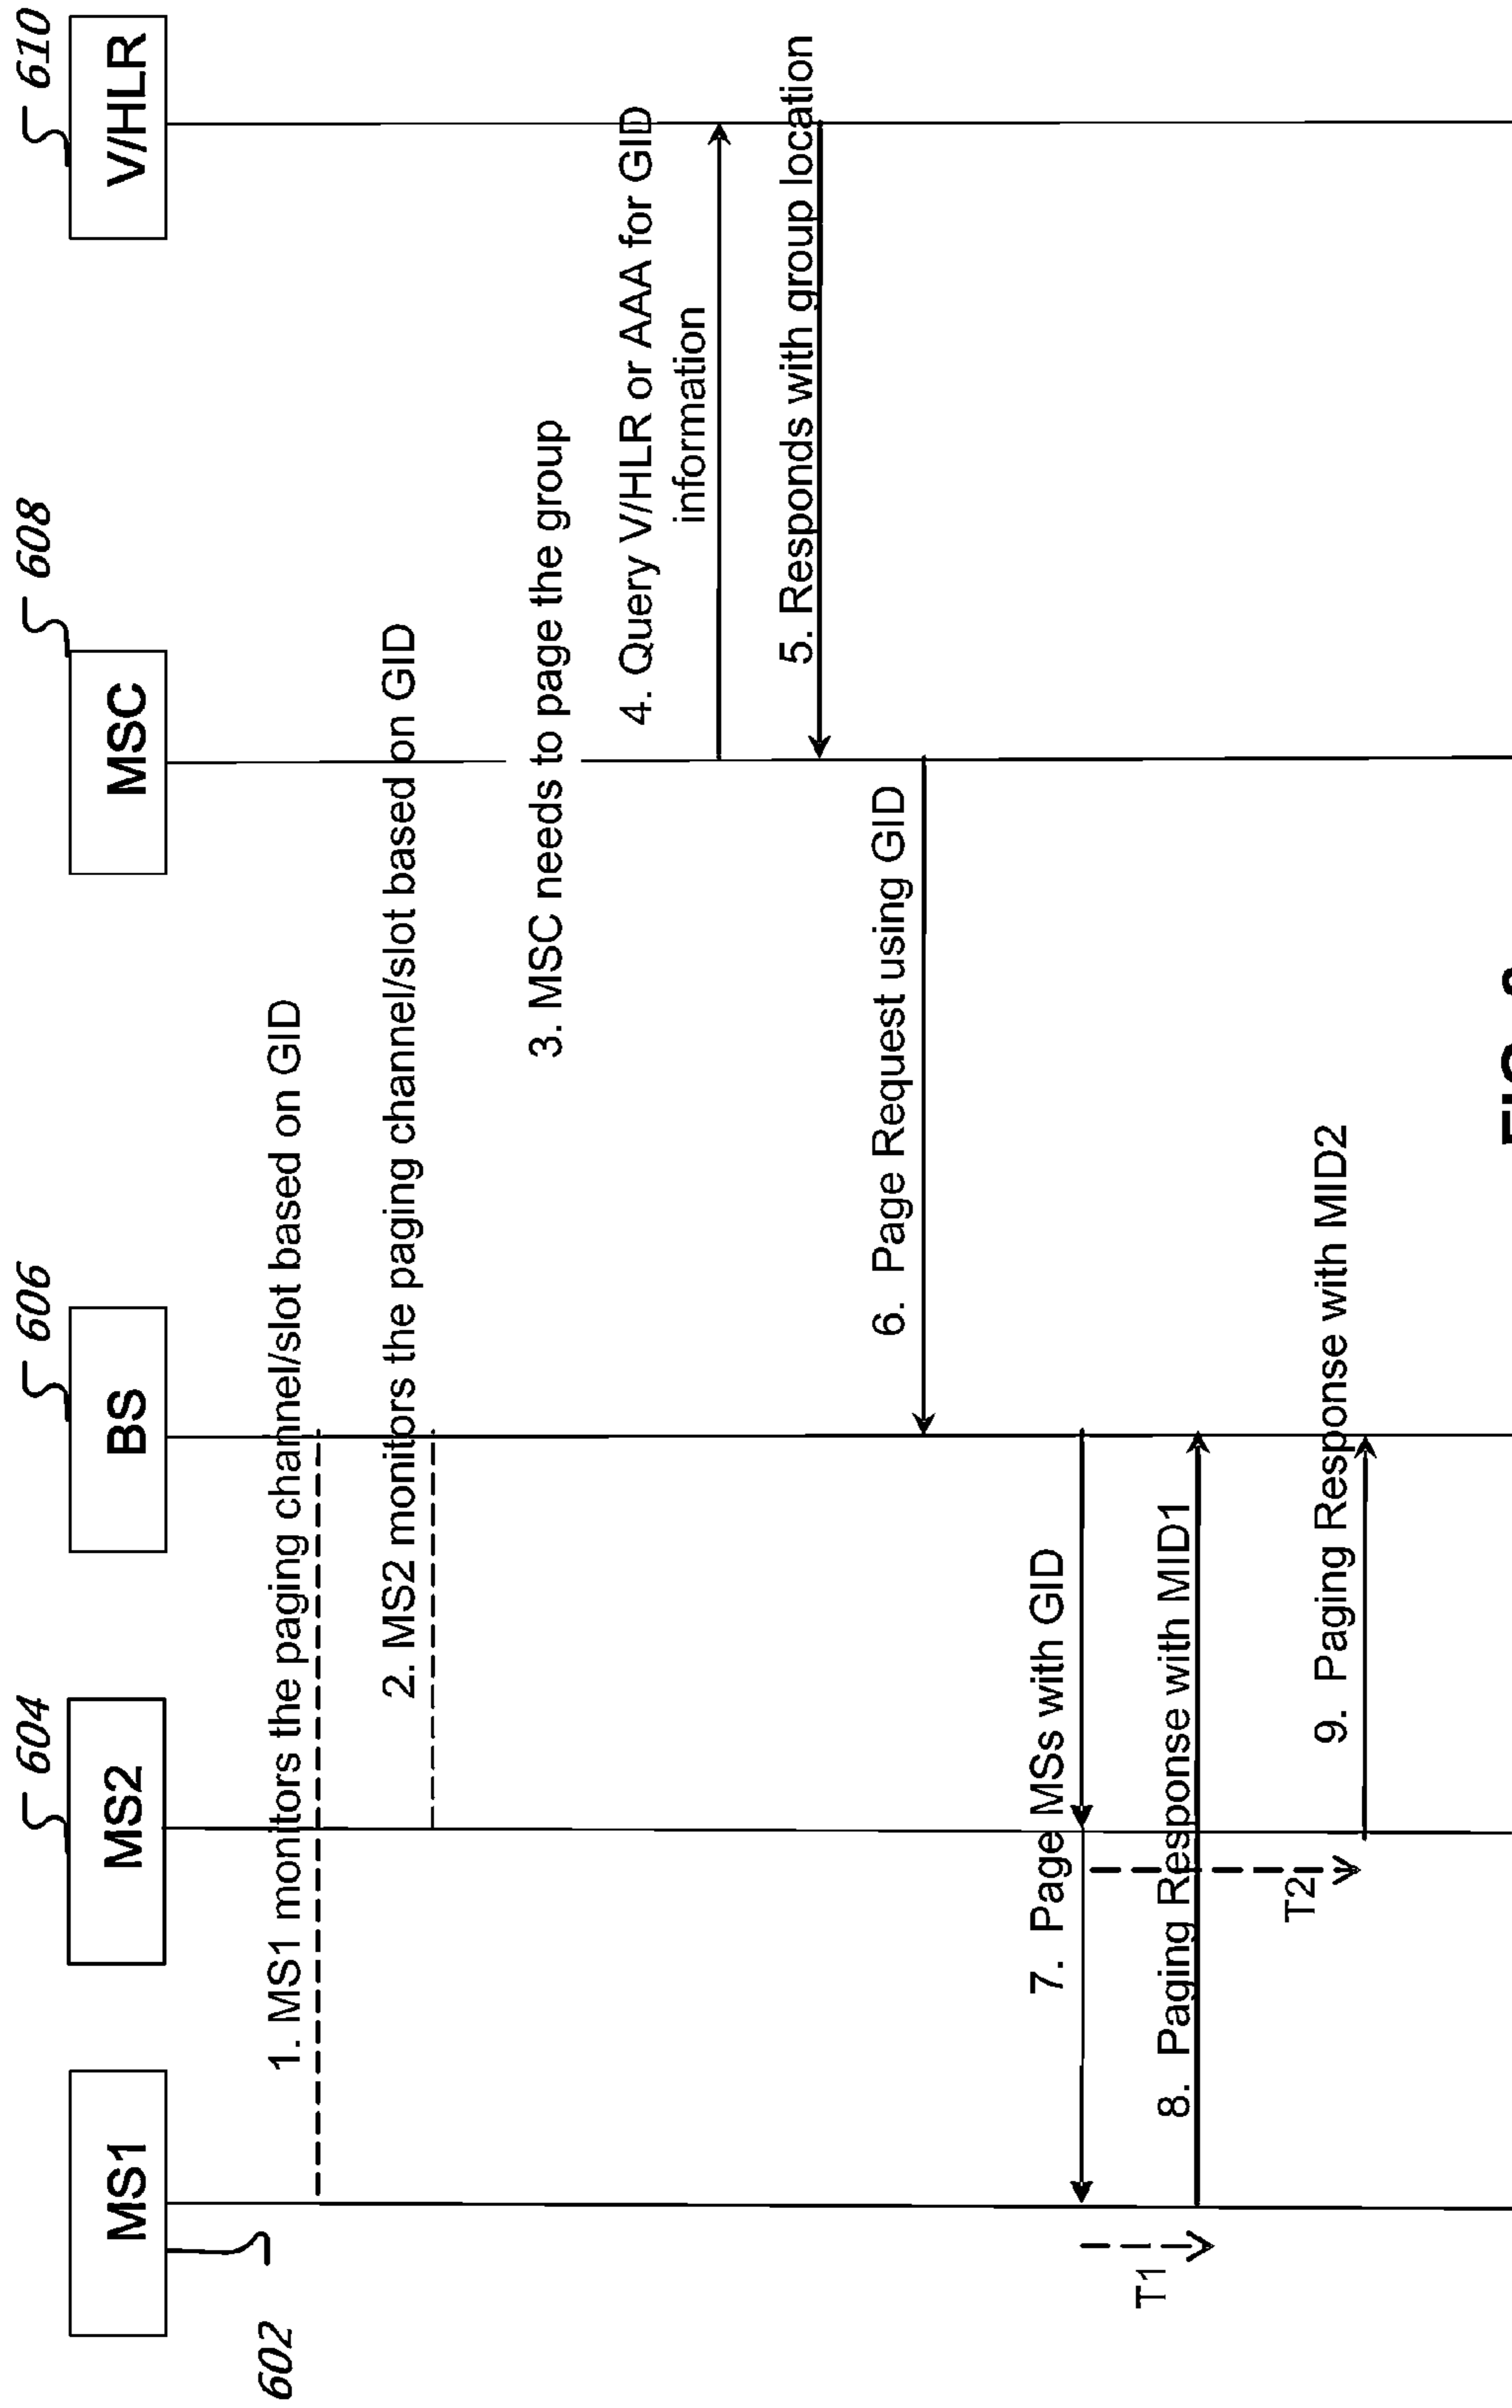 602
604
606
608
610
MS1
MS2
BS
MSC
V/HLR
1. MS1 monitors the paging channel/slot based on GID
2. MS2 monitors the paging channel/slot based on GID
3. MSC needs to page the group
4. Query V/HLR or AAA for GID
information
5. Responds with group location
6. Page Request using GID
7. Page MSs with GID
T1
8. Paging Response with MID1
T2
9. Paging Response with MID2